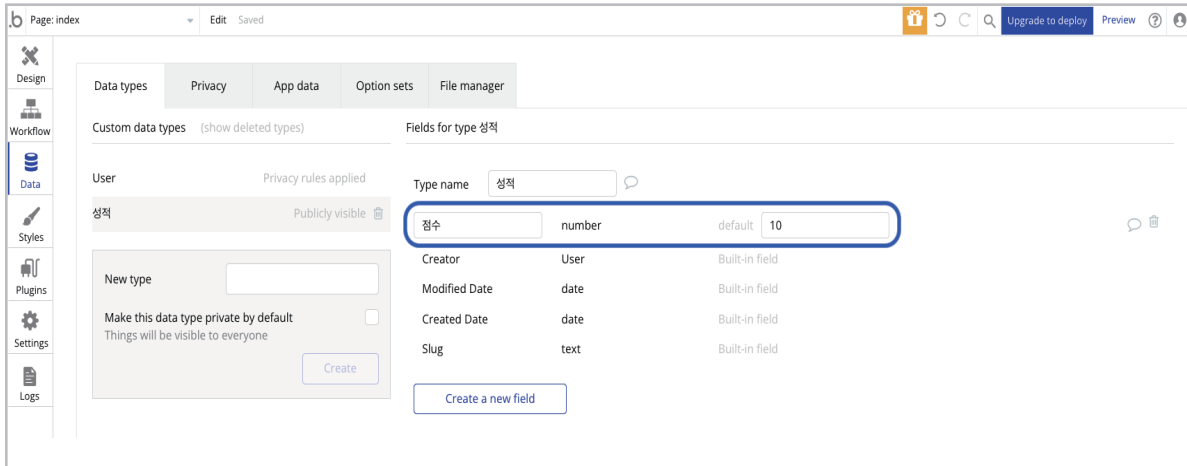 .b Page: index Edit Saved Upgrade to deploy Preview ?
Design
Workflow
Data
Styles
Plugins
Settings
Logs
Data types Privacy App data Option sets File manager
Custom data types (show deleted types)
User Privacy rules applied
성적 Publicly visible
New type
Make this data type private by default
Things will be visible to everyone
Create
Fields for type 성적
Type name 성적
점수 number default 10
Creator User Built-in field
Modified Date date Built-in field
Created Date date Built-in field
Slug text Built-in field
Create a new field